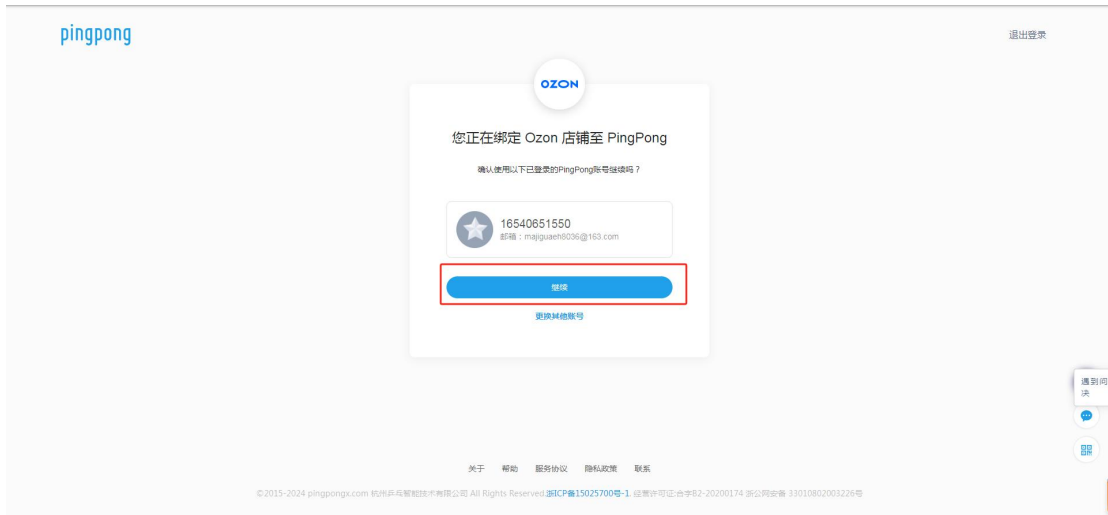 pingpong
退出登录
OZON
您正在绑定 Ozon 店铺至 PingPong
确认使用以下已登录的PingPong账号继续吗？
16540651550
邮箱：majiguaeh8036@163.com
继续
更换其他账号
遇到问
决
关于 帮助 服务协议 隐私政策 联系
©2015-2024 pingpongx.com 杭州乒乓智能技术有限公司 All Rights Reserved.浙ICP备15025700号-1. 经营许可证:合字B2-20200174 浙公网安备 33010802003226号